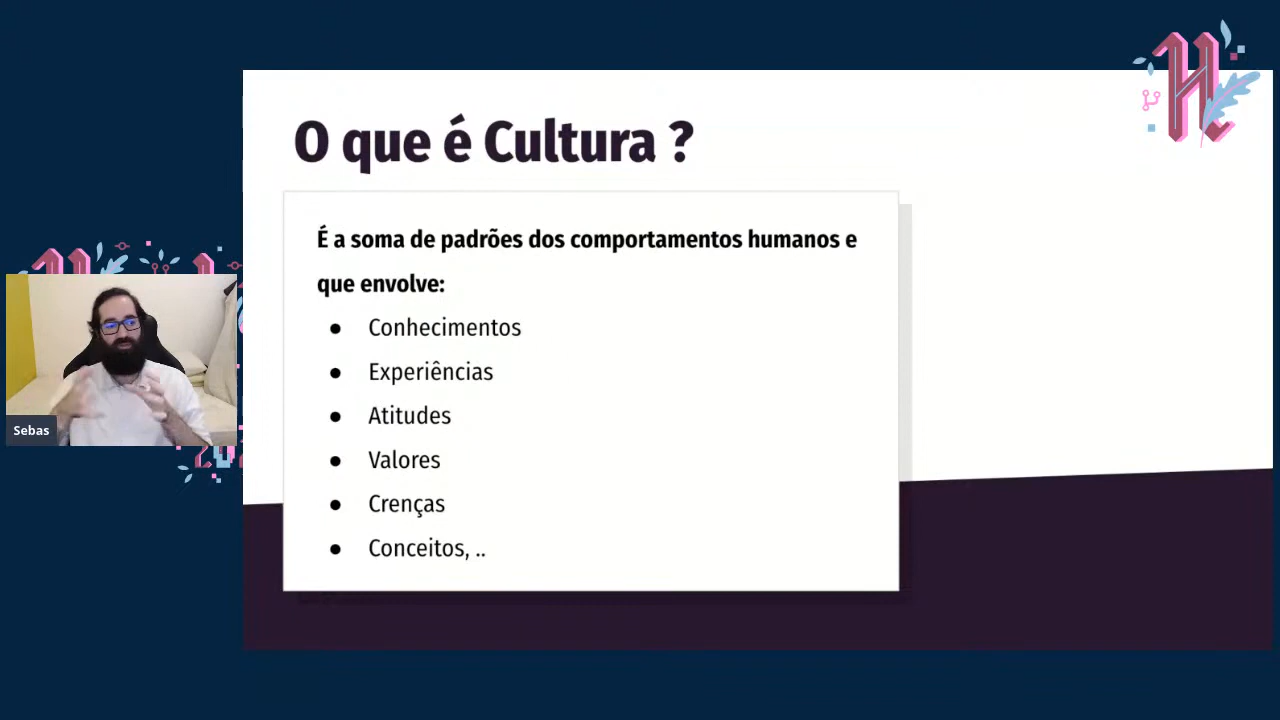 O que é Cultura ?
É a soma de padrões dos comportamentos humanos e
que envolve:
● Conhecimentos
● Experiências
● Atitudes
● Valores
● Crenças
● Conceitos, ..
Sebas
H